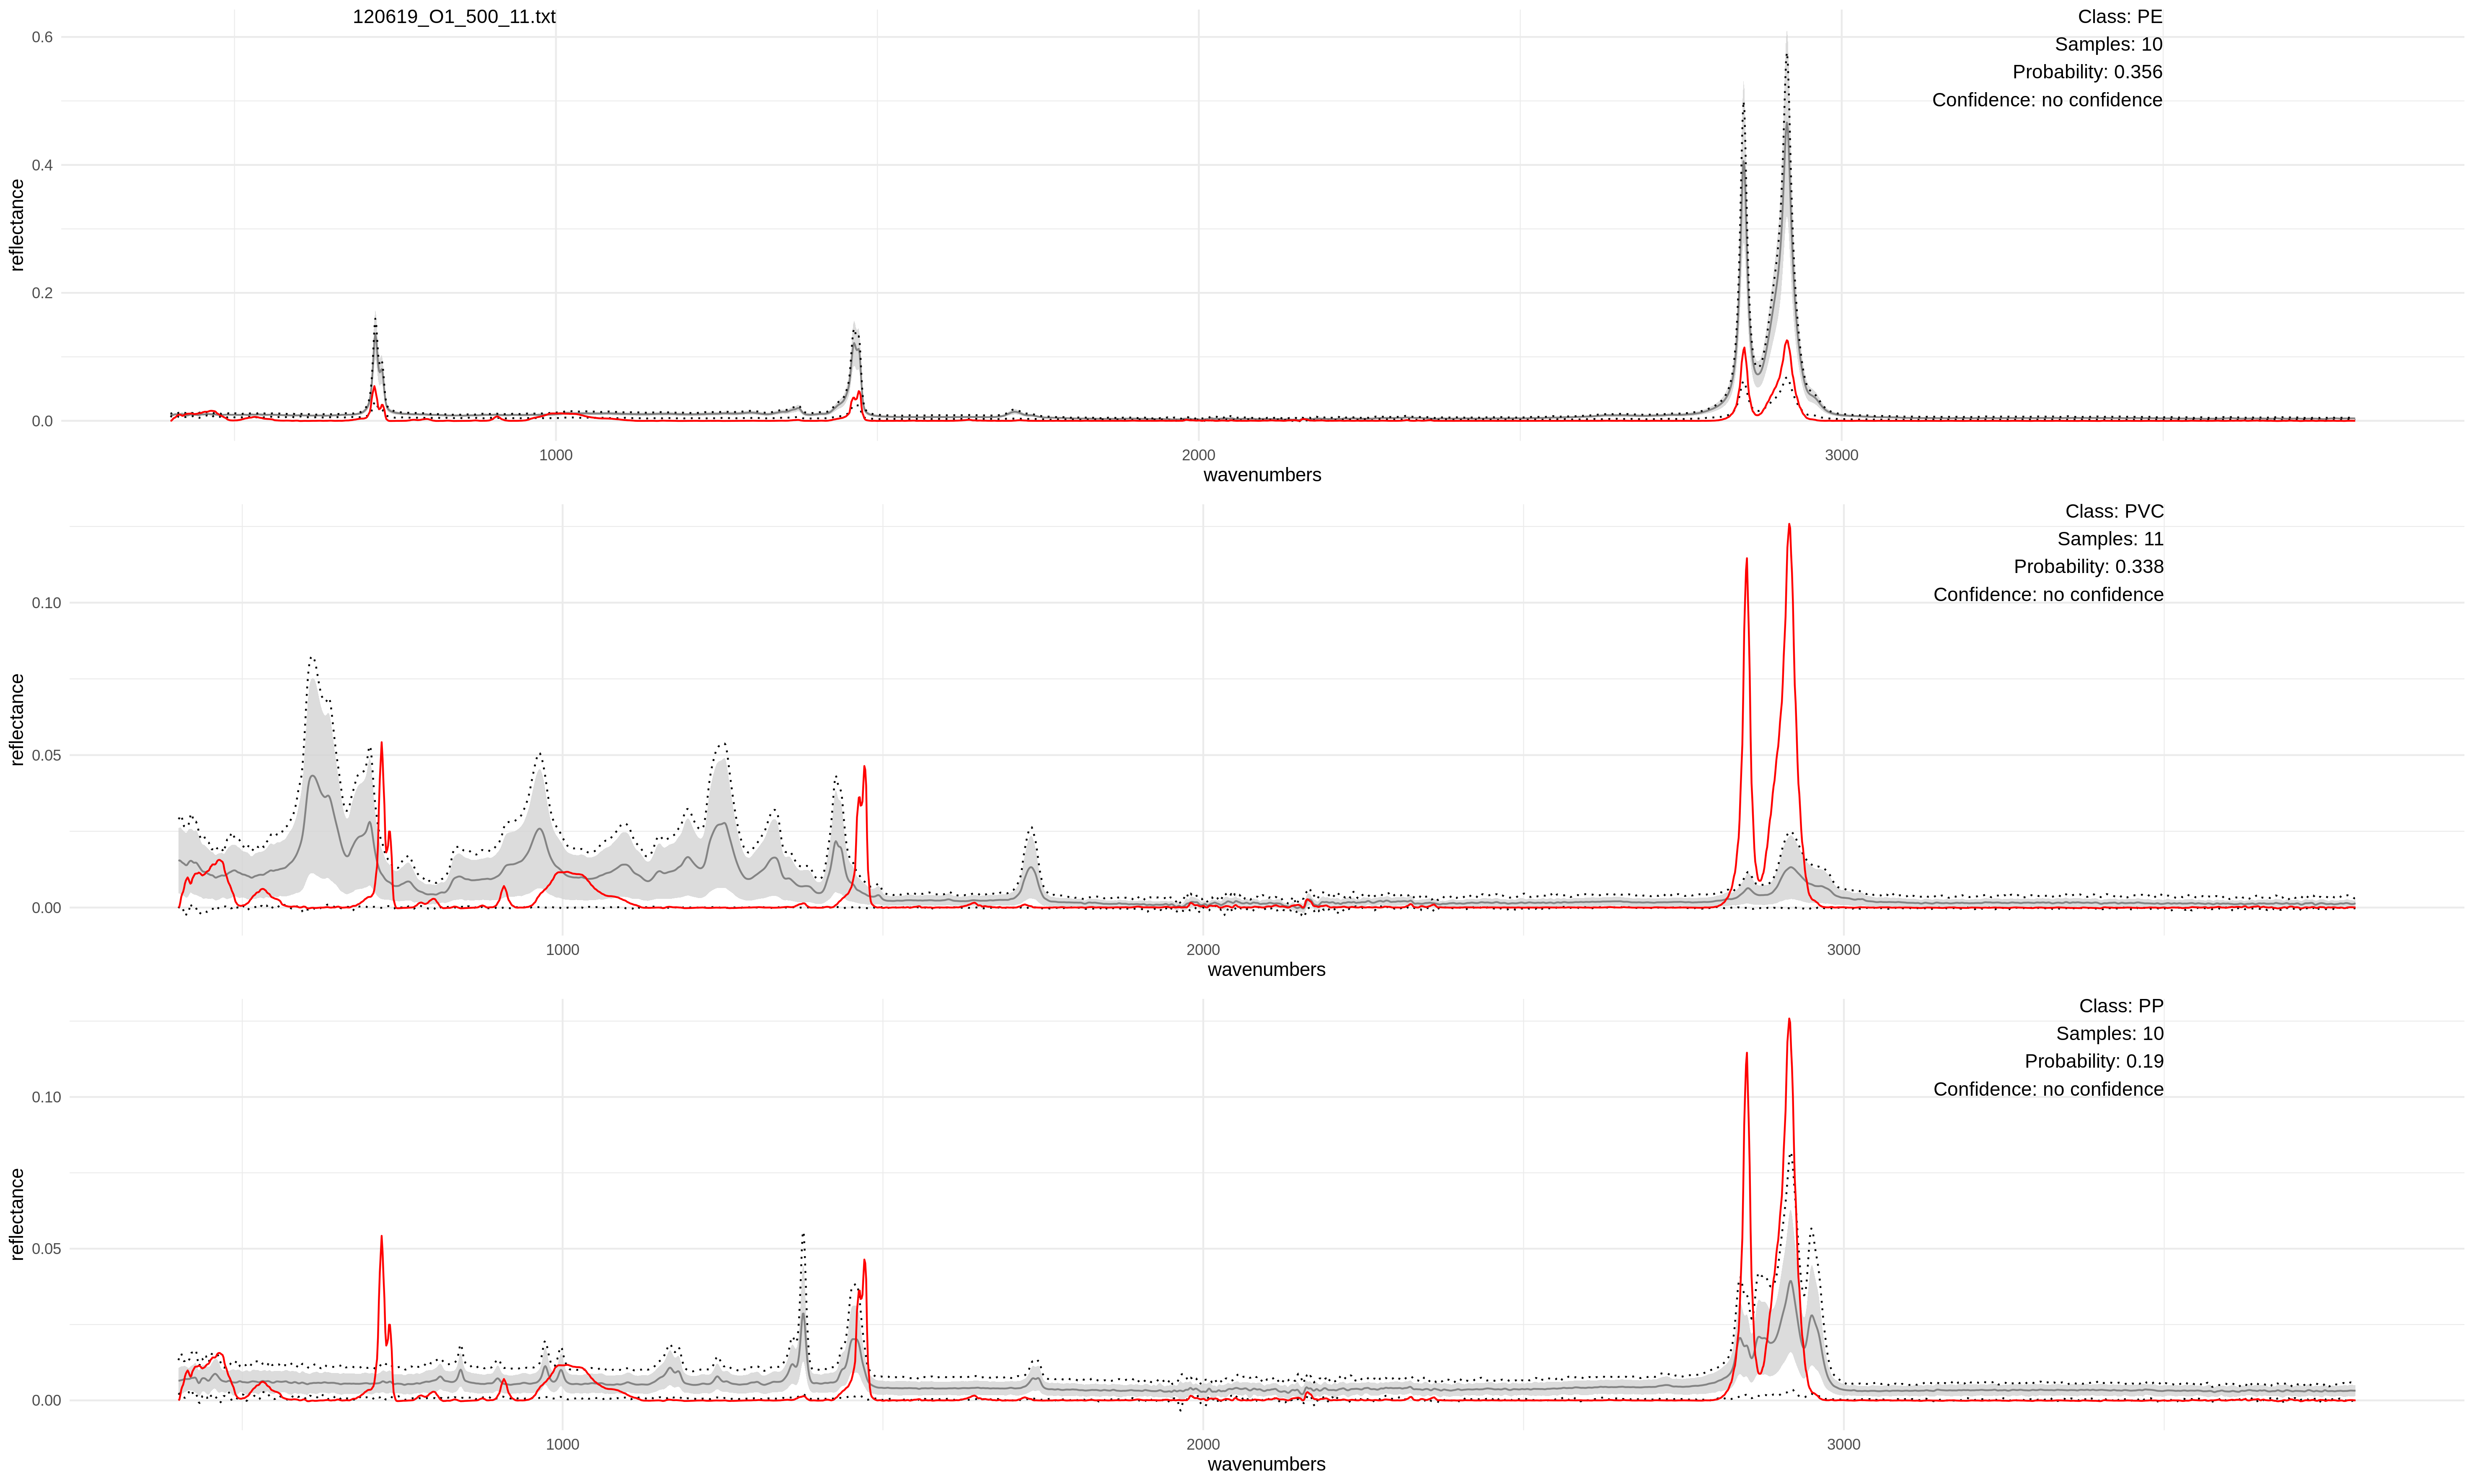 120619_O1_500_11.txt
Class: PE
Samples: 10
Probability: 0.356
Confidence: no confidence
0.6
0.4
0.2
0.0
reflectance
1000 2000 3000
wavenumbers
Class: PVC
Samples: 11
Probability: 0.338
Confidence: no confidence
0.10
0.05
0.00
reflectance
1000 2000 3000
wavenumbers
Class: PP
Samples: 10
Probability: 0.19
Confidence: no confidence
0.10
0.05
0.00
reflectance
1000 2000 3000
wavenumbers